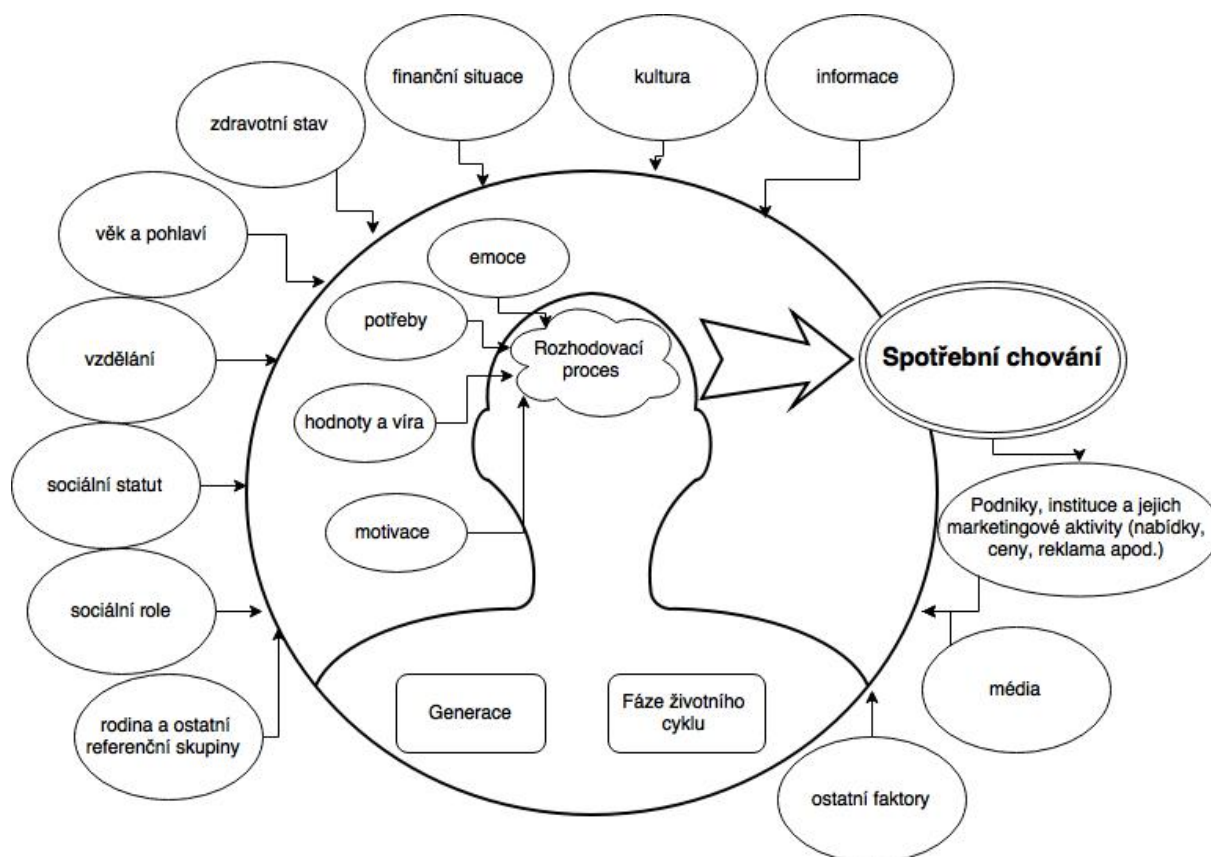 finanční situace
kultura
informace
zdravotní stav
věk a pohlaví
emoce
potřeby
Rozhodovací
proces
Spotřební chování
vzdělání
hodnoty a víra
sociální statut
motivace
Podniky, instituce a jejich
marketingové aktivity (nabídky,
ceny, reklama apod.)
sociální role
média
rodina a ostatní
referenční skupiny
Generace
Fáze životního
cyklu
ostatní faktory